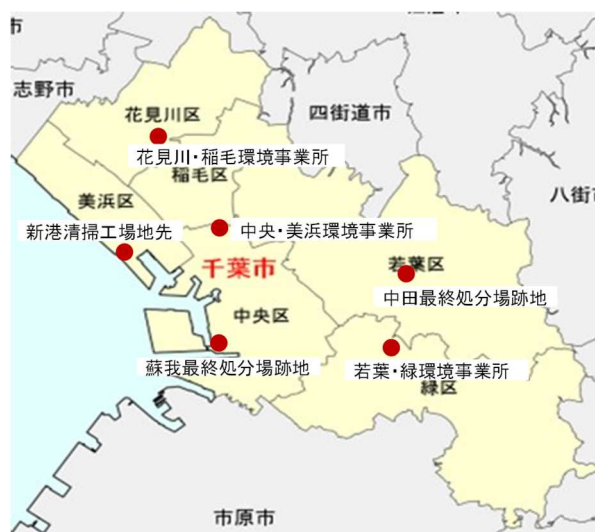 市
志野市
花見川区
四街道市
花見川・稲毛環境事業所
稲毛区
美浜区
八街市
新港清掃工場地先
中央・美浜環境事業所
千葉市
若葉区
中田最終処分場跡地
中央区
蘇我最終処分場跡地
若葉・緑環境事業所
緑区
市原市